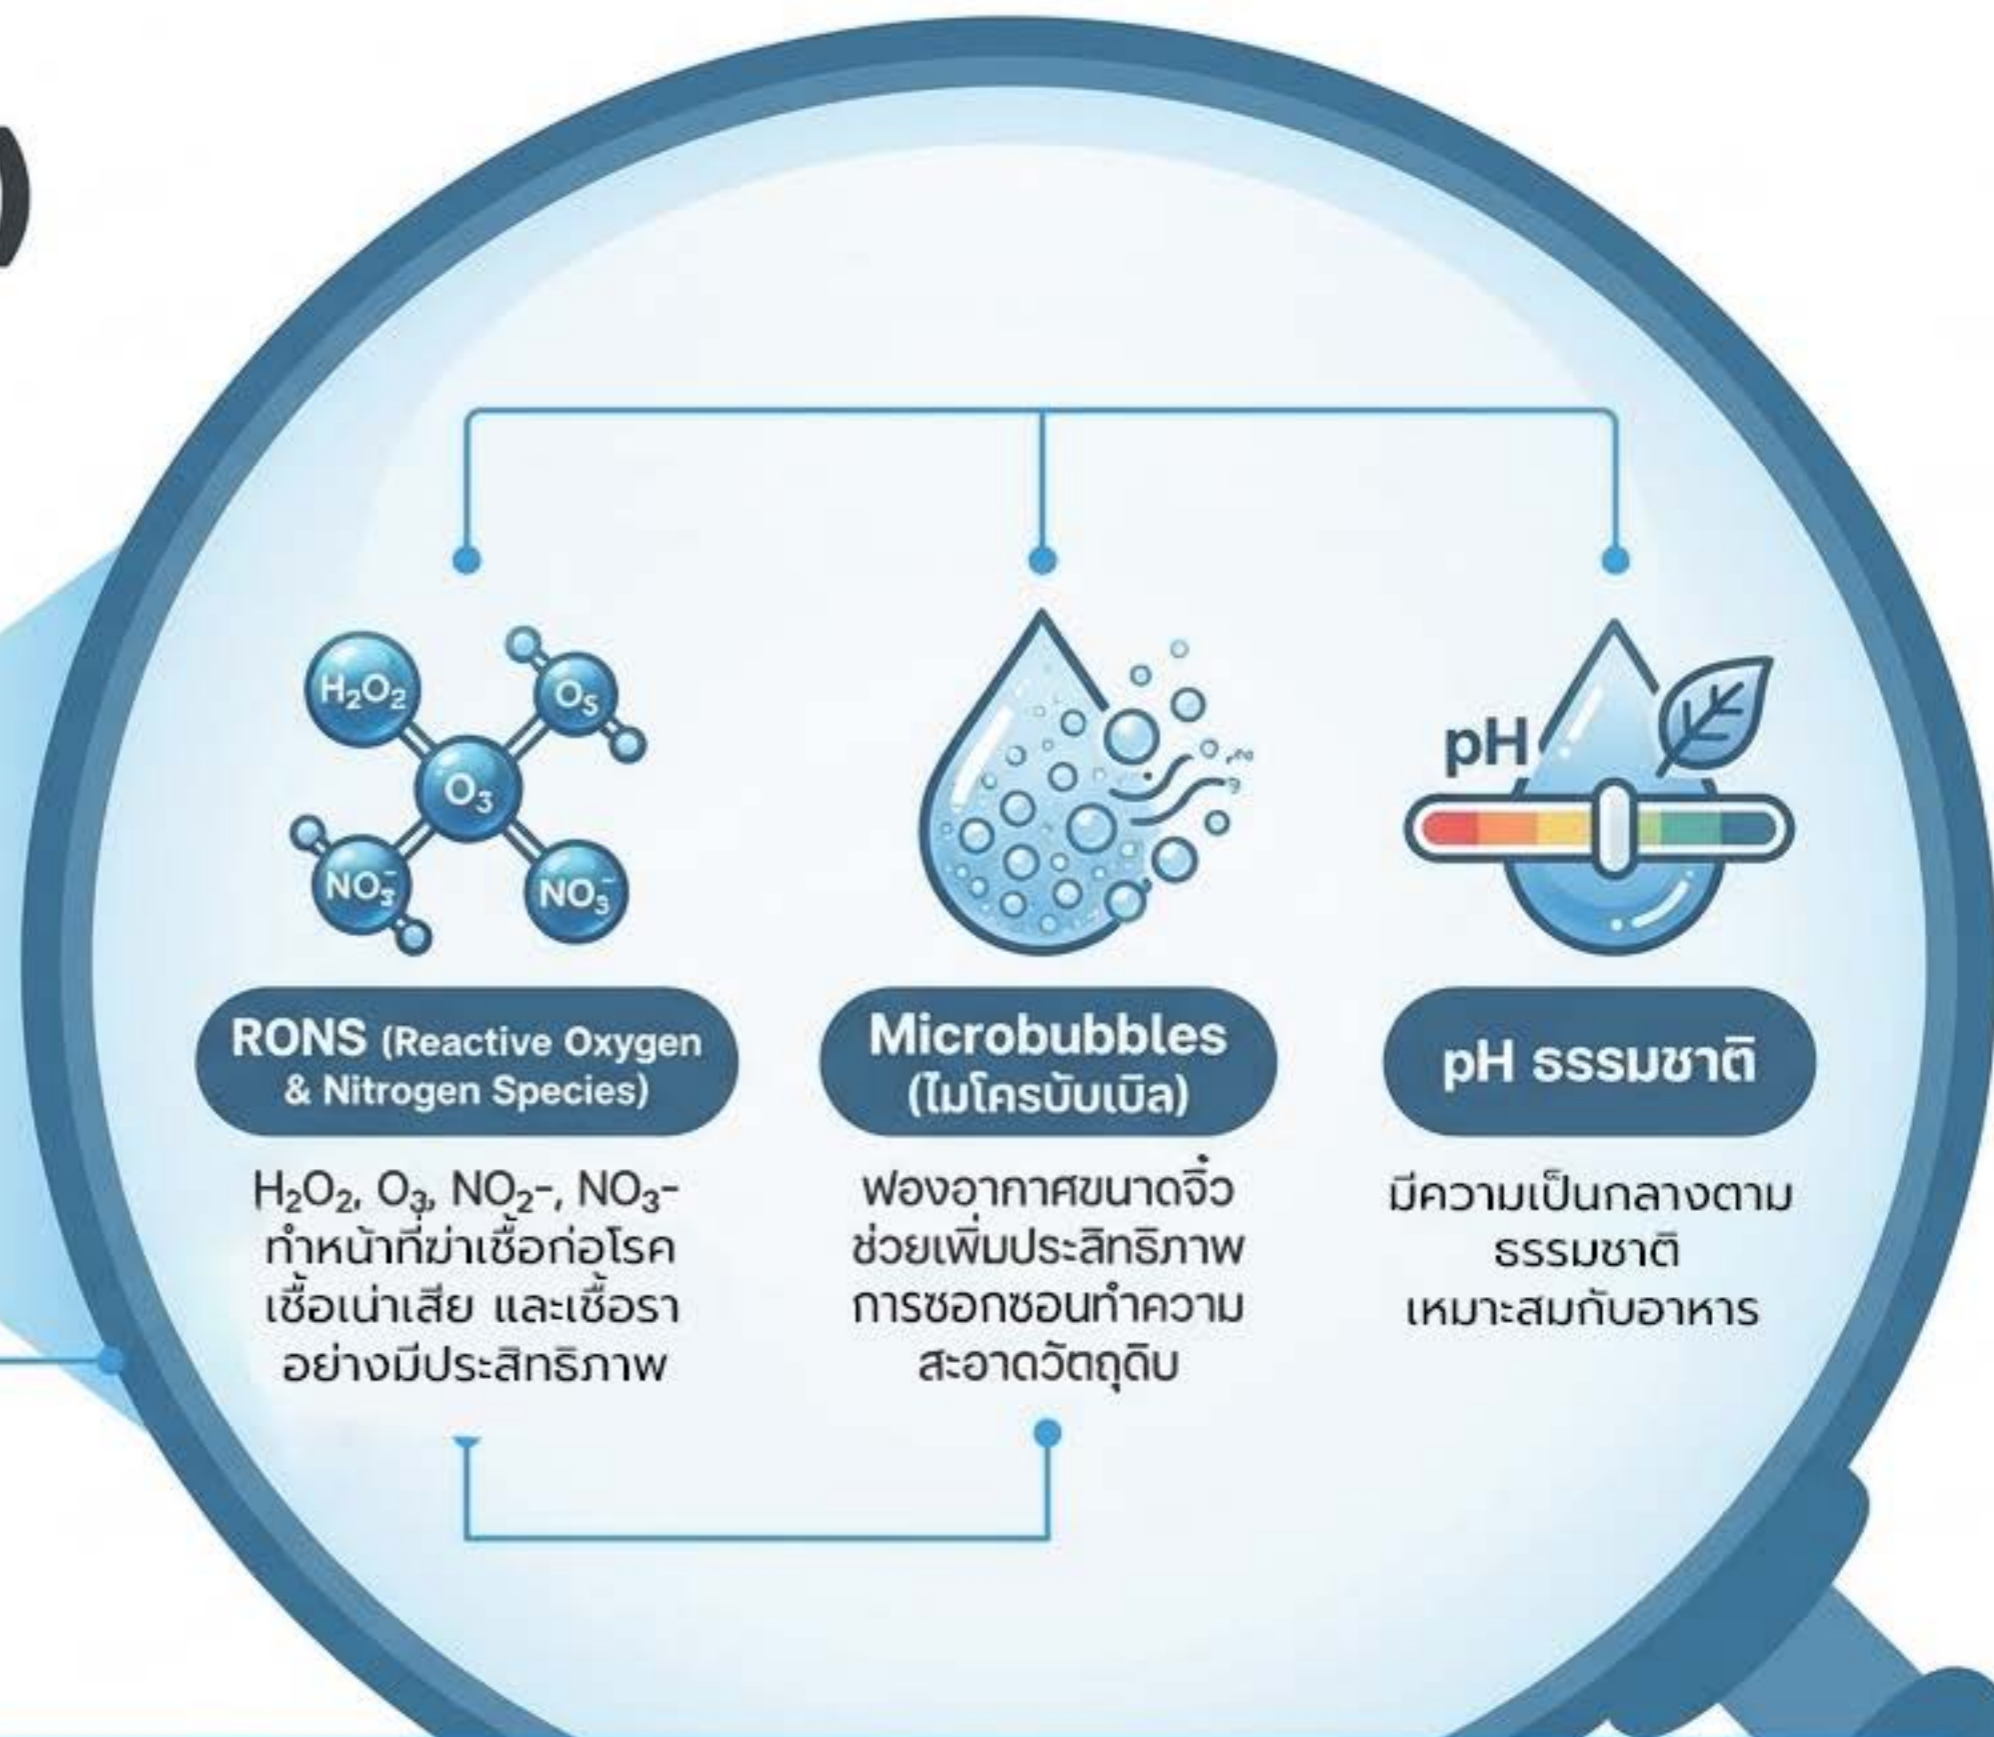 )
H₂O₂
O₅
O₃
NO₃⁻
NO₃⁻
pH
RONS (Reactive Oxygen
& Nitrogen Species)
H₂O₂, O₃, NO₂-, NO₃-
ทำหน้าที่ฆ่าเชื้อก่อโรค
เชื้อเน่าเสีย และเชื้อรา
อย่างมีประสิทธิภาพ
Microbubbles
(ไมโครบับเบิล)
ฟองอากาศขนาดจิ๋ว
ช่วยเพิ่มประสิทธิภาพ
การซอกซอนทำความ
สะอาดวัตถุดิบ
pH ธรรมชาติ
มีความเป็นกลางตาม
ธรรมชาติ
เหมาะสมกับอาหาร